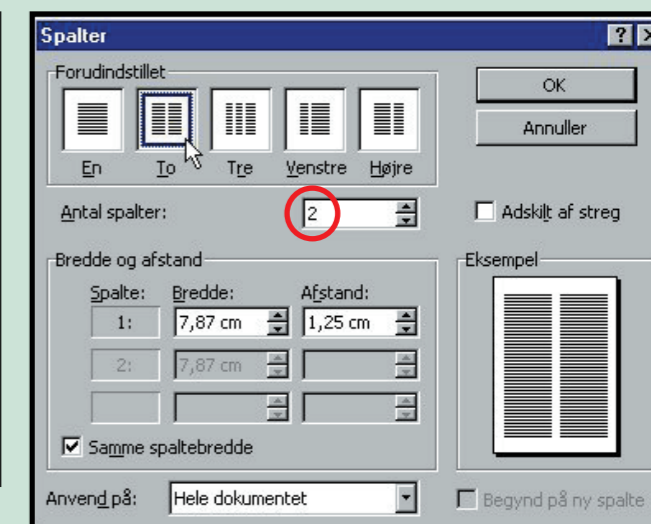 Spalter
Forudindstillet
En To Tre Venstre Højre
OK
Annuller
Antal spalter: 2
Adskilt af streg
Bredde og afstand
Spalte: Bredde: Afstand:
1: 7,87 cm 1,25 cm
2: 7,87 cm
Samme spaltebredde
Eksempel
Anvend på: Hele dokumentet
Begynd på ny spalte